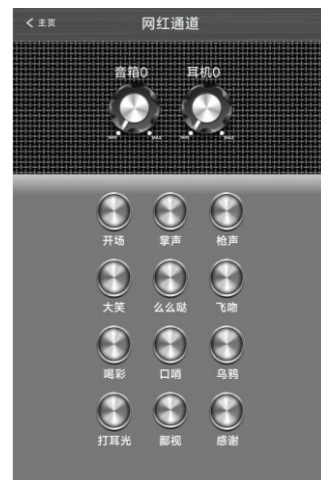 主页 网红通道
音箱0 耳机0
MIN MAX MIN MAX
开场 掌声 枪声
大笑 么么哒 飞吻
喝彩 口哨 乌鸦
打耳光 鄙视 感谢